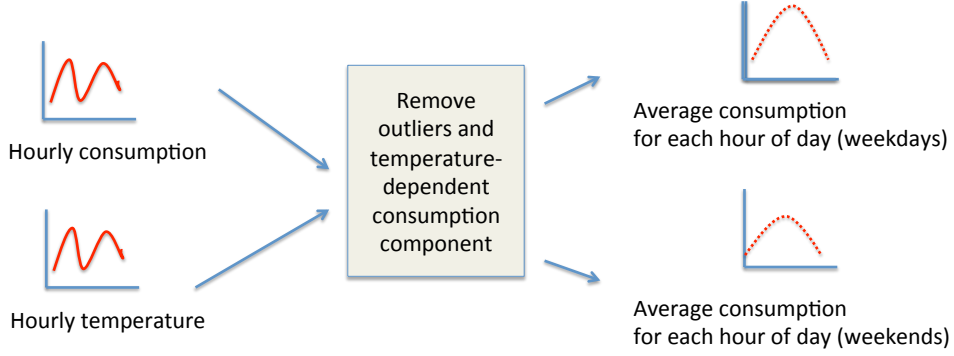 Hourly consumption
Hourly temperature
Remove
outliers and
temperature-
dependent
consumption
component
Average consumption
for each hour of day (weekdays)
Average consumption
for each hour of day (weekends)